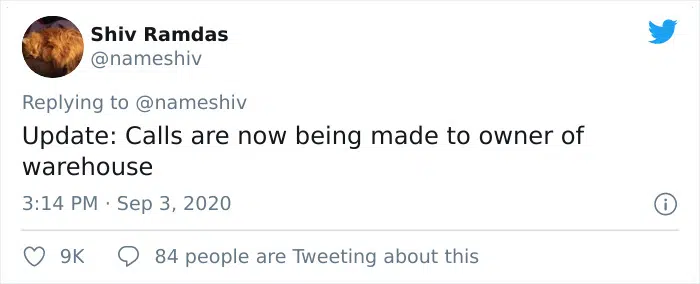 Shiv Ramdas
@nameshiv
Replying to @nameshiv
Update: Calls are now being made to owner of
warehouse
3:14 PM · Sep 3, 2020
9K 84 people are Tweeting about this